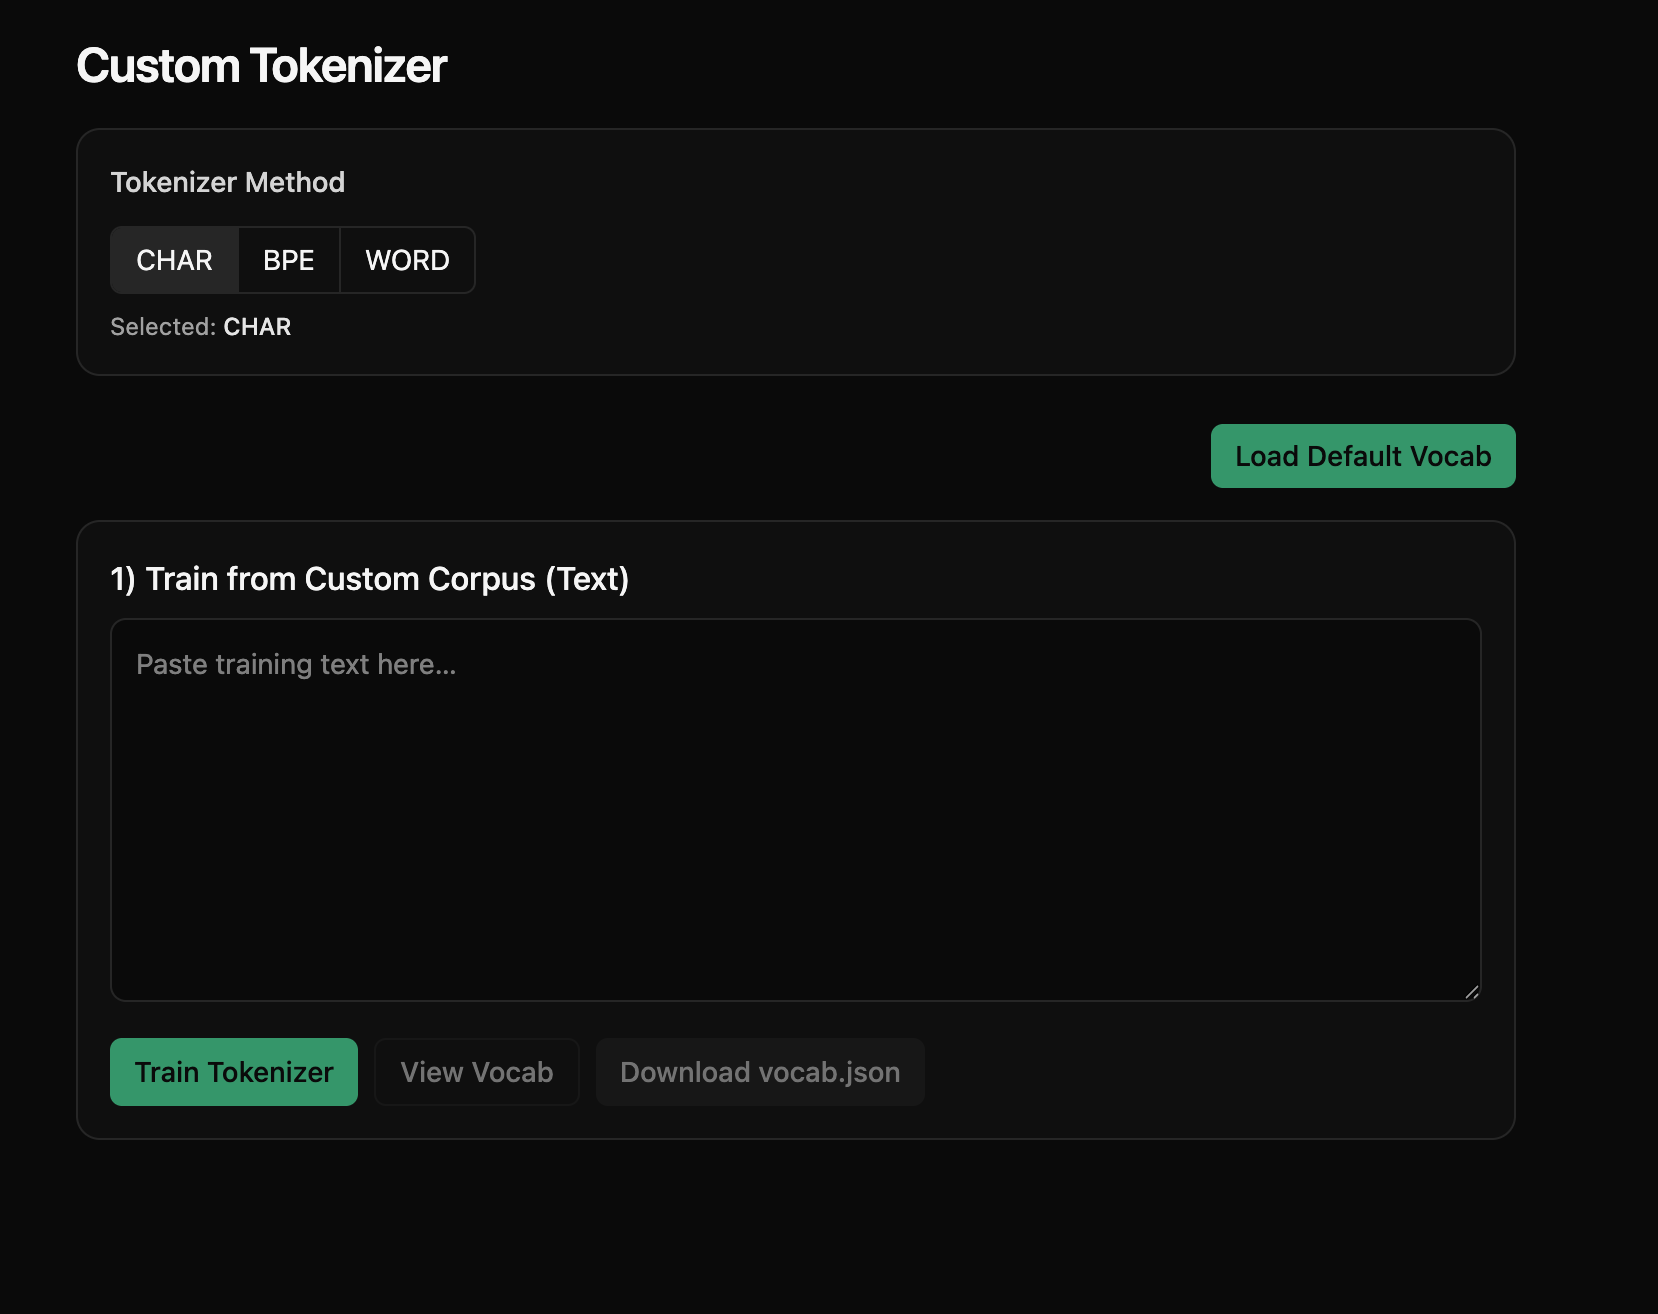 Custom Tokenizer
Tokenizer Method
CHAR BPE WORD
Selected: CHAR
Load Default Vocab
1) Train from Custom Corpus (Text)
Paste training text here...
Train Tokenizer View Vocab Download vocab.json